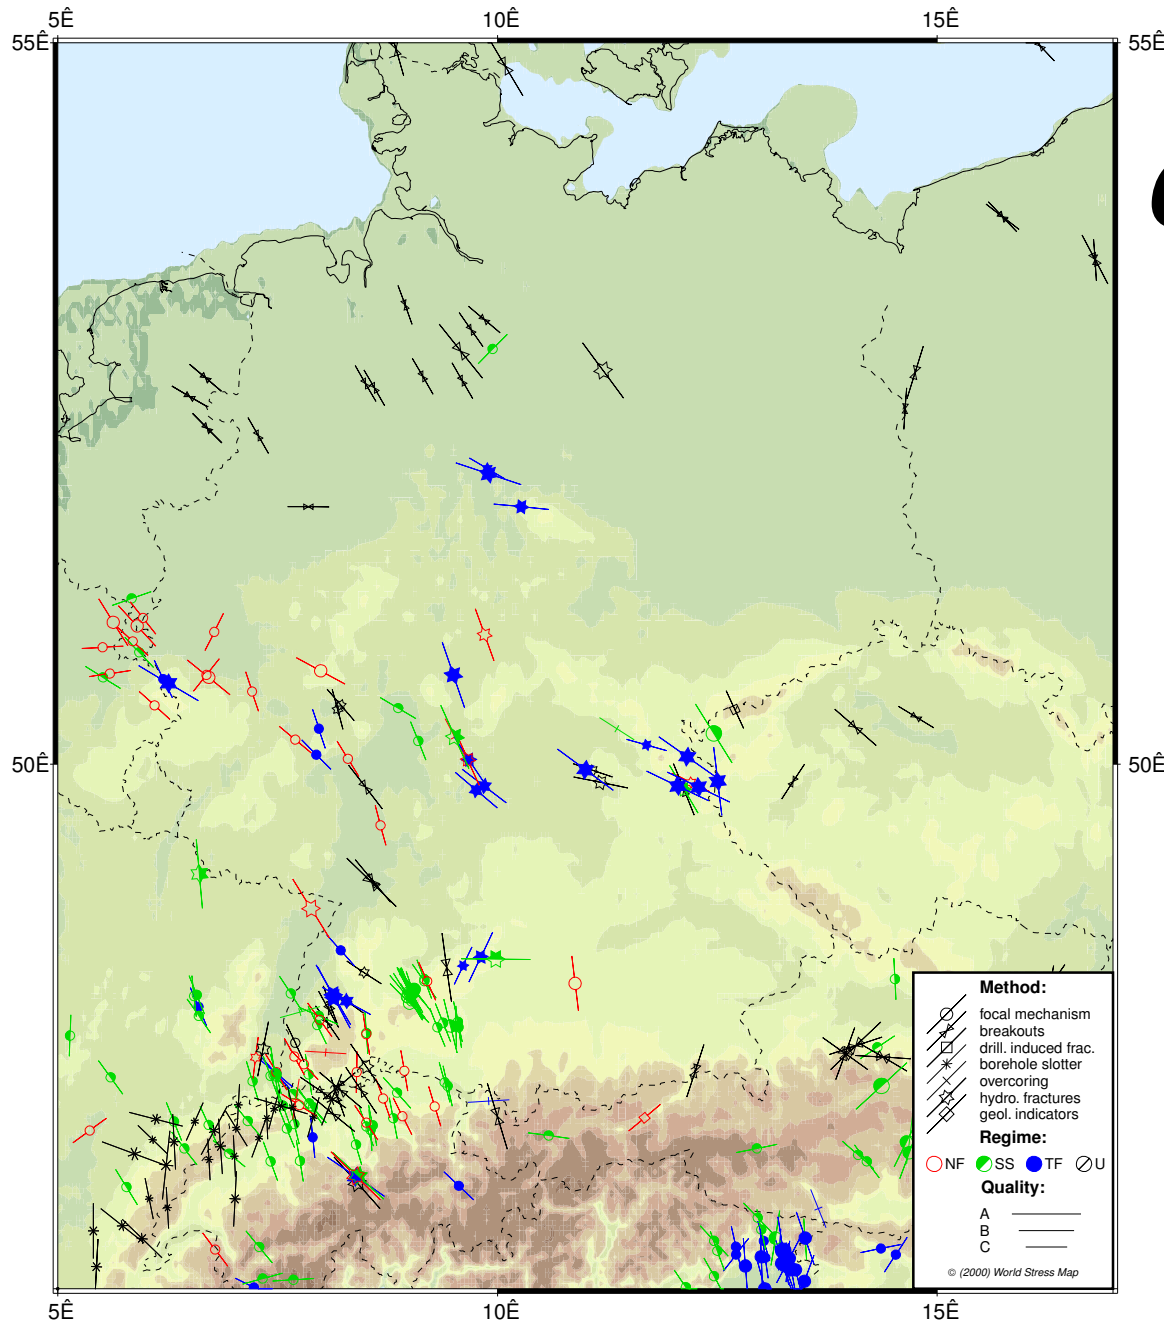 5Ê 10Ê 15Ê
55Ê 55Ê
50Ê 50Ê
Method:
focal mechanism
breakouts
drill. induced frac.
borehole slotter
overcoring
hydro. fractures
geol. indicators
Regime:
NF SS TF U
Quality:
A
B
C
© (2000) World Stress Map
5Ê 10Ê 15Ê